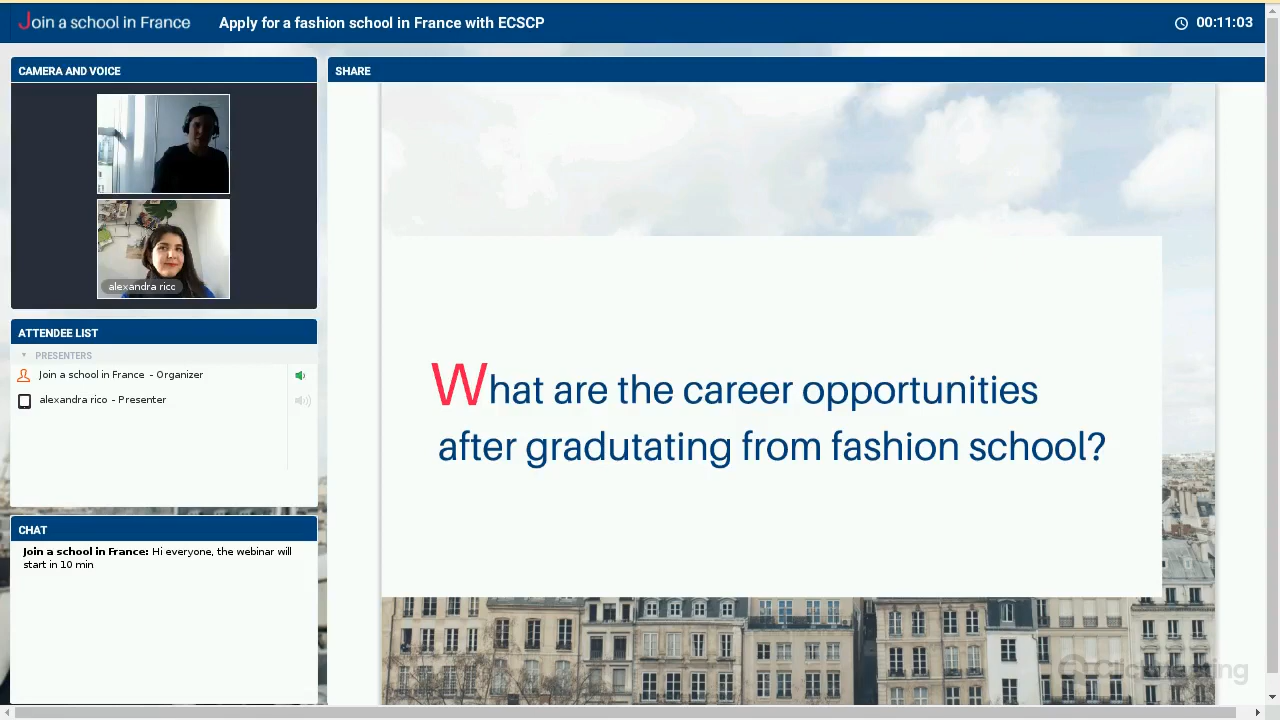 Join a school in France
Apply for a fashion school in France with ECSCP
00:11:03
CAMERA AND VOICE
alexandra rico
ATTENDEE LIST
PRESENTERS
Join a school in France - Organizer
alexandra rico - Presenter
CHAT
Join a school in France: Hi everyone, the webinar will
start in 10 min
SHARE
What are the career opportunities
after gradutating from fashion school?
ClickMeeting